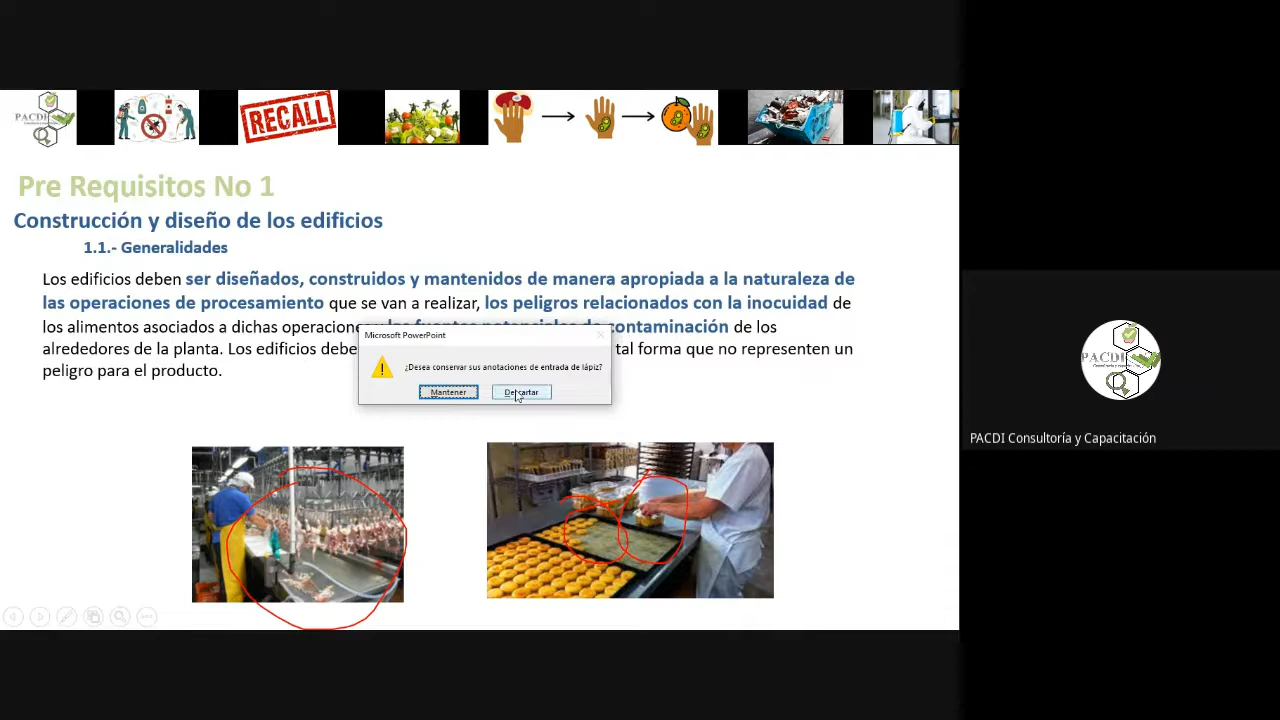 PACDI
RECALL
Pre Requisitos No 1
Construcción y diseño de los edificios
1.1.- Generalidades
Los edificios deben ser diseñados, construidos y mantenidos de manera apropiada a la naturaleza de
las operaciones de procesamiento que se van a realizar, los peligros relacionados con la inocuidad de
los alimentos asociados a dichas operaciones contaminación de los
alrededores de la planta. Los edificios tal forma que no representen un
peligro para el producto.
Microsoft PowerPoint
¿Desea conservar sus anotaciones de entrada de lápiz?
Mantener
Descartar
PACDI
PACDI Consultoría y Capacitación